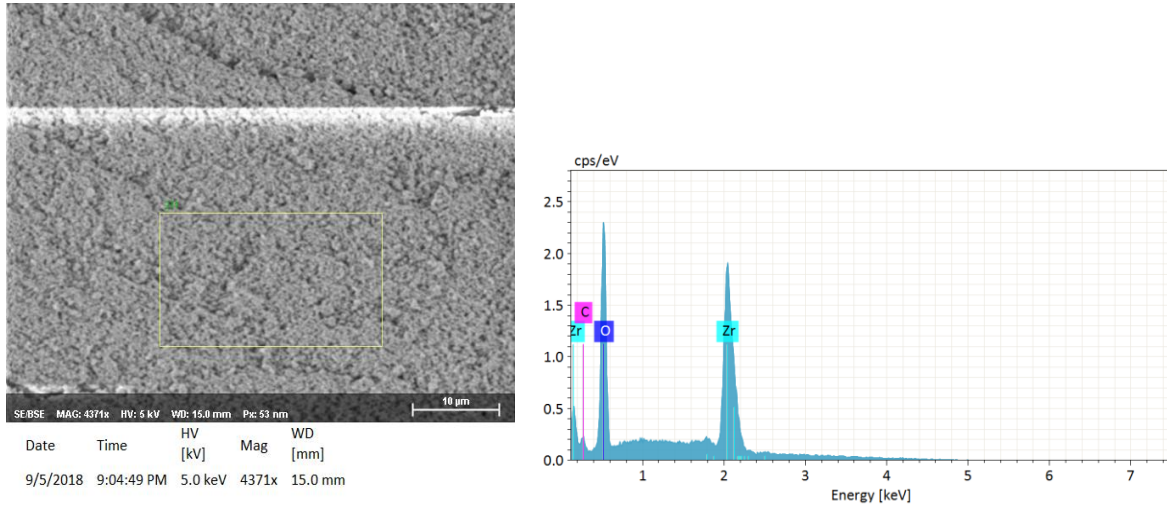 SE/BSE MAG: 4371x HV: 5 kV WD: 15.0 mm Px: 53 nm
10 µm
Date Time HV [kV] Mag WD [mm]
9/5/2018 9:04:49 PM 5.0 keV 4371x 15.0 mm
cps/eV
2.5
2.0
1.5
1.0
0.5
0.0
C
Zr O Zr
1 2 3 4 5 6 7
Energy [keV]